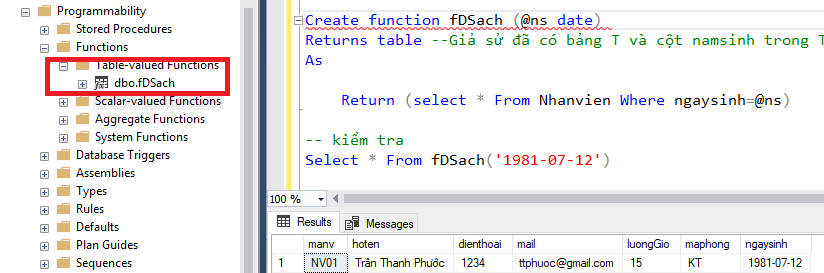 Programmability
Stored Procedures
Functions
Table-valued Functions
dbo.fDSach
Scalar-valued Functions
Aggregate Functions
System Functions
Database Triggers
Assemblies
Types
Rules
Defaults
Plan Guides
Sequences
Create function fDSach (@ns date)
Returns table --Giả sử đã có bảng T và cột namsinh trong T
As
Return (select * From Nhanvien Where ngaysinh=@ns)
-- kiểm tra
Select * From fDSach('1981-07-12')
100 %
Results Messages
manv hoten dienthoai mail luongGio maphong ngaysinh
1 NV01 Trần Thanh Phước 1234 ttphuoc@gmail.com 15 KT 1981-07-12